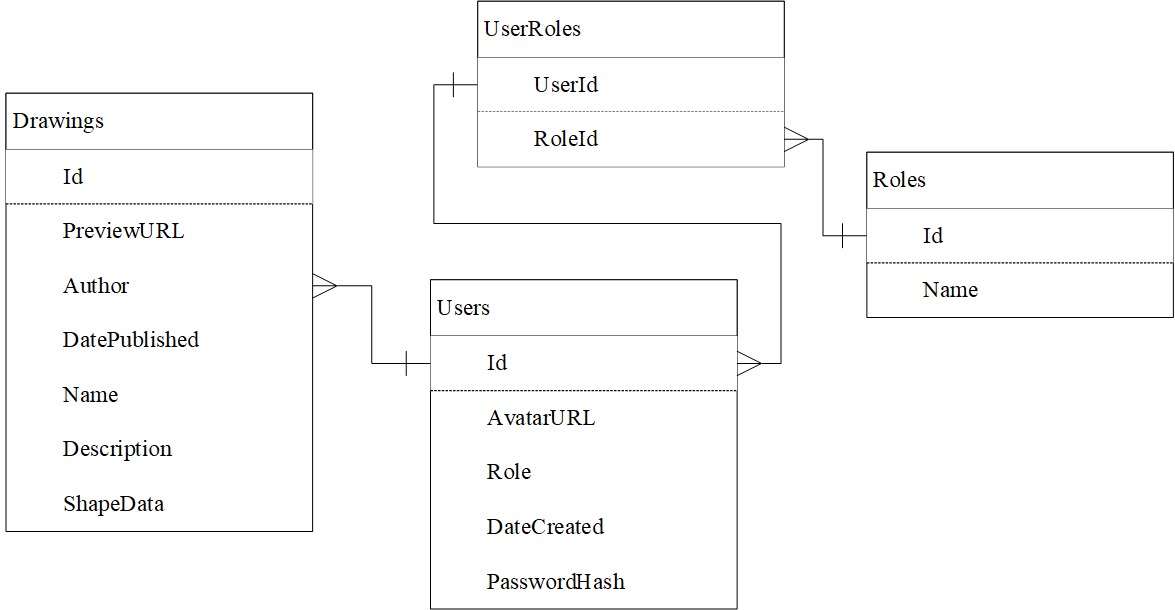 Drawings
Id
PreviewURL
Author
DatePublished
Name
Description
ShapeData
UserRoles
UserId
RoleId
Users
Id
AvatarURL
Role
DateCreated
PasswordHash
Roles
Id
Name